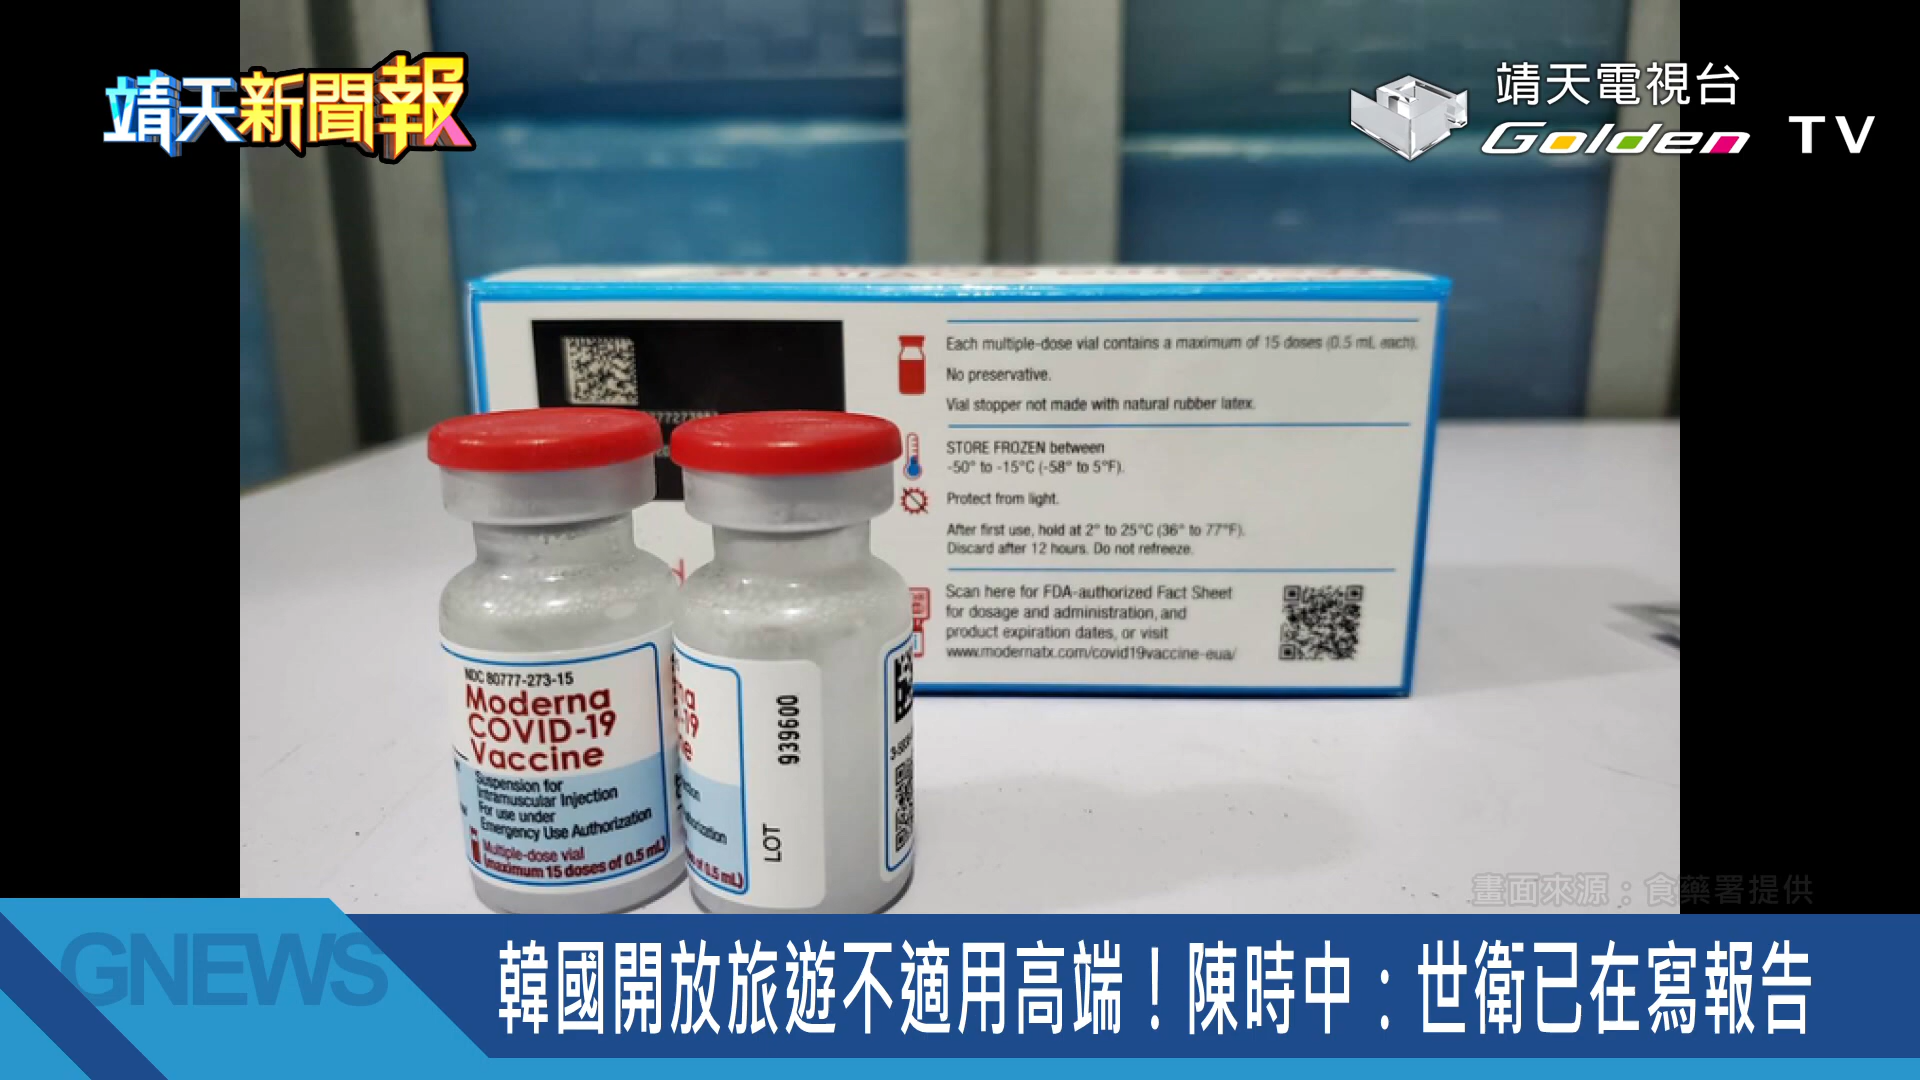 靖天新聞報
靖天電視台
Golden TV
Each multiple-dose vial contains a maximum of 15 doses (0.5 mL each).
No preservative.
Vial stopper not made with natural rubber latex.
STORE FROZEN between
-50° to -15°C (-58° to 5°F).
Protect from light.
After first use, hold at 2° to 25°C (36° to 77°F).
Discard after 12 hours. Do not refreeze.
Scan here for FDA-authorized Fact Sheet
for dosage and administration, and
product expiration dates, or visit
www.modernatx.com/covid19vaccine-eua/
NDC 80777-273-15
Moderna
COVID-19
Vaccine
Suspension for
Intramuscular Injection
For use under
Emergency Use Authorization
Multiple-dose vial
(maximum 15 doses of 0.5 mL)
-19
of 0.5 mL)
LOT 939600
畫面來源：食藥署提供
GNEWS
韓國開放旅遊不適用高端！陳時中：世衛已在寫報告